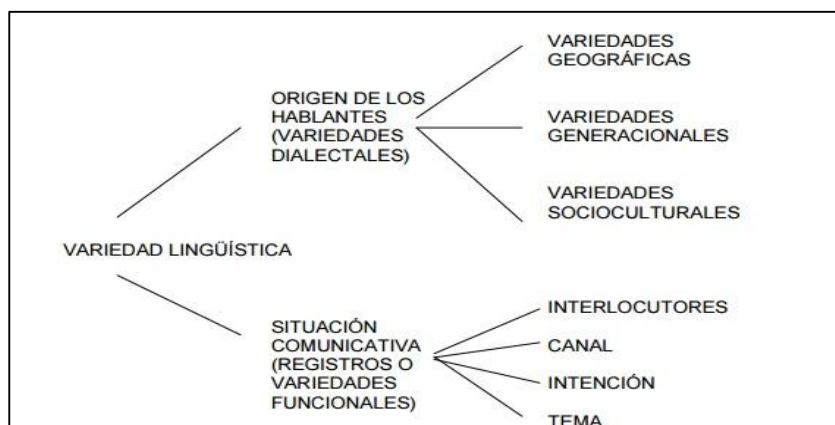 VARIEDADES
GEOGRÁFICAS
ORIGEN DE LOS
HABLANTES
(VARIEDADES
DIALECTALES)
VARIEDADES
GENERACIONALES
VARIEDADES
SOCIOCULTURALES
VARIEDAD LINGÜÍSTICA
SITUACIÓN
COMUNICATIVA
(REGISTROS O
VARIEDADES
FUNCIONALES)
INTERLOCUTORES
CANAL
INTENCIÓN
TEMA